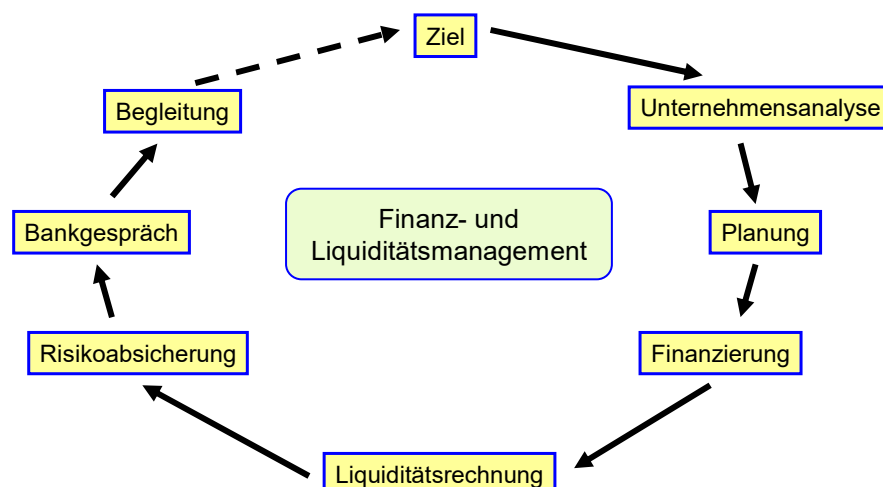 Ziel
Unternehmensanalyse
Planung
Finanzierung
Liquiditätsrechnung
Risikoabsicherung
Bankgespräch
Begleitung
Finanz- und
Liquiditätsmanagement